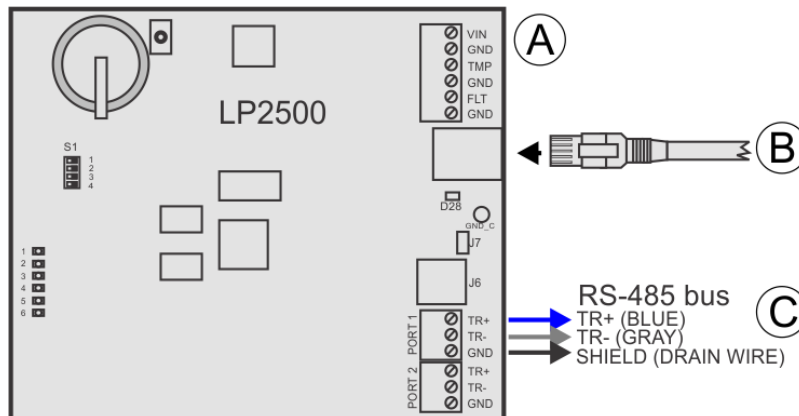 LP2500
S1
1
2
3
4
1
2
3
4
5
6
VIN
GND
TMP
GND
FLT
GND
A
B
D28
GND_C
J7
J6
PORT 1
TR+
TR-
GND
PORT 2
TR+
TR-
GND
RS-485 bus
TR+ (BLUE)
TR- (GRAY)
SHIELD (DRAIN WIRE)
C